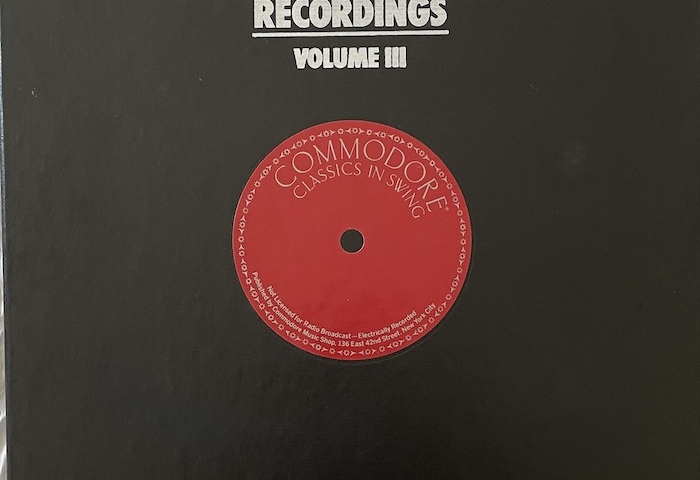 RECORDINGS
VOLUME III
COMMODORE®
CLASSICS IN SWING
Not Licensed for Radio Broadcast—Electrically Recorded
Published by Commodore Music Shop. 136 East 42nd Street, New York City